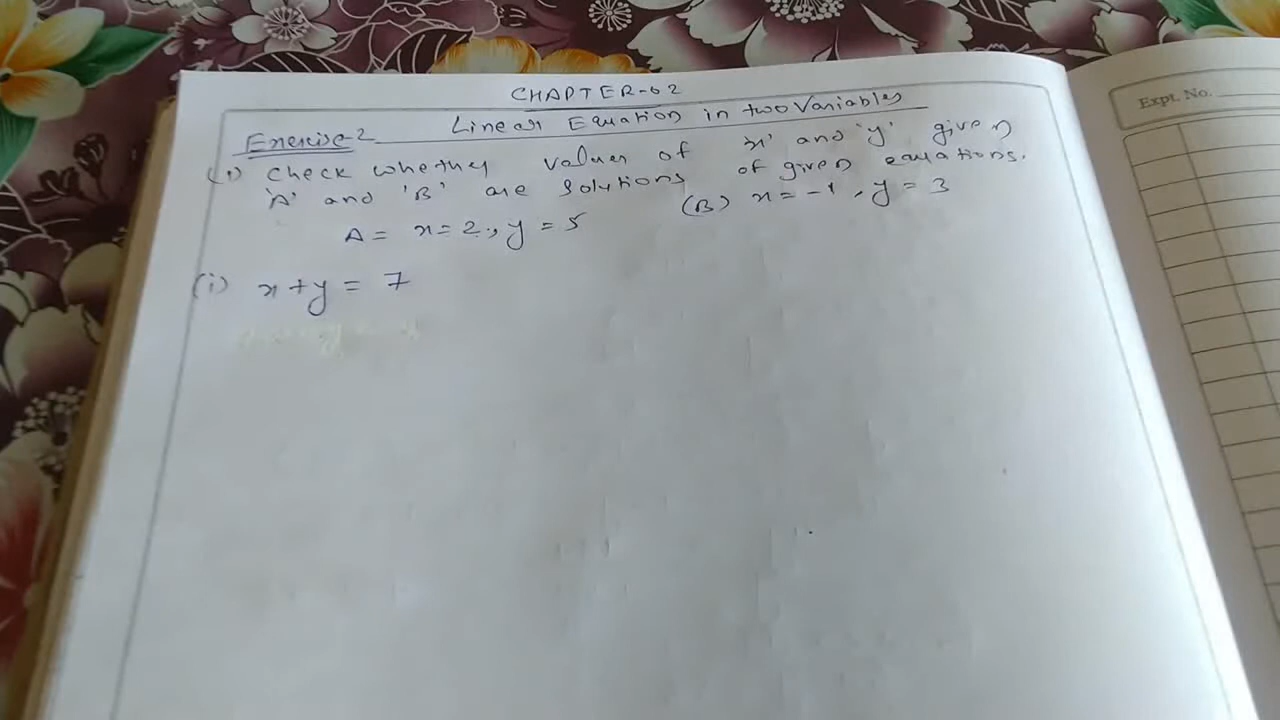 CHAPTER-02
Linear Equation in two Variables
Exercise 2
(1) Check whether values of 'x' and 'y' given
'A' and 'B' are solutions of given equations.
A = x = 2, y = 5 (B) x = -1, y = 3
(i) x + y = 7
Expt. No.